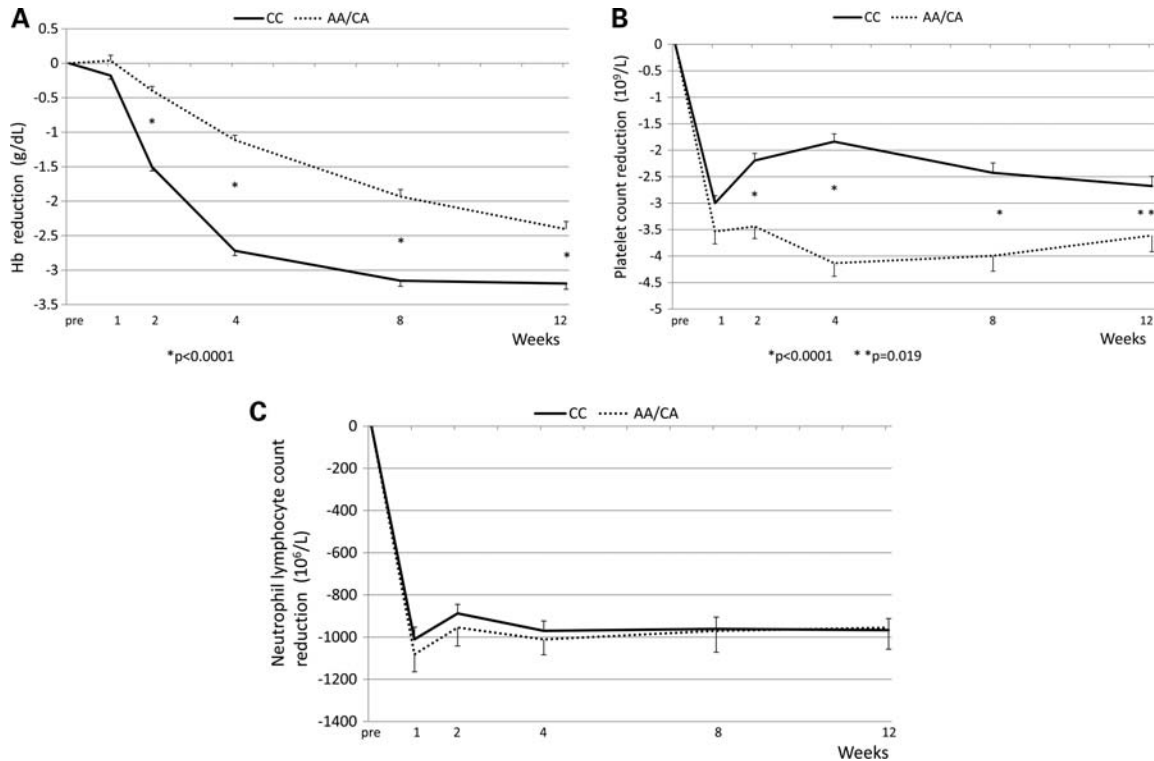 A
CC AA/CA
Hb reduction (g/dL)
0.5
0
-0.5
-1
-1.5
-2
-2.5
-3
-3.5
*
*
*
*
pre 1 2 4 8 12
Weeks
*p<0.0001
B
CC AA/CA
Platelet count reduction (10⁹/L)
0
-0.5
-1
-1.5
-2
-2.5
-3
-3.5
-4
-4.5
-5
*
*
*
**
pre 1 2 4 8 12
Weeks
*p<0.0001 **p=0.019
C
CC AA/CA
Neutrophil lymphocyte count
reduction (10⁶/L)
0
-200
-400
-600
-800
-1000
-1200
-1400
pre 1 2 4 8 12
Weeks